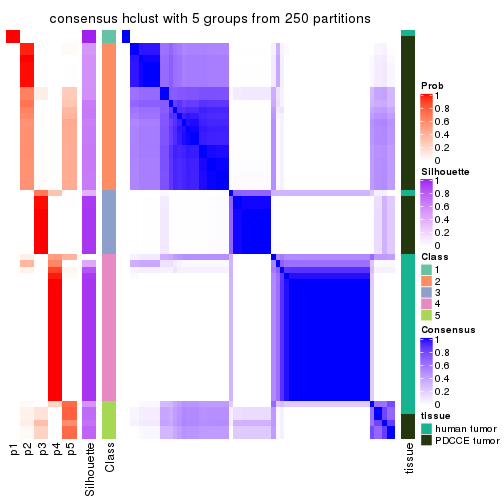 consensus hclust with 5 groups from 250 partitions
Prob
1
0.8
0.6
0.4
0.2
0
Silhouette
1
0.8
0.6
0.4
0.2
0
Class
1
2
3
4
5
Consensus
1
0.8
0.6
0.4
0.2
0
tissue
human tumor
PDCCE tumor
p1
p2
p3
p4
p5
Silhouette
Class
tissue